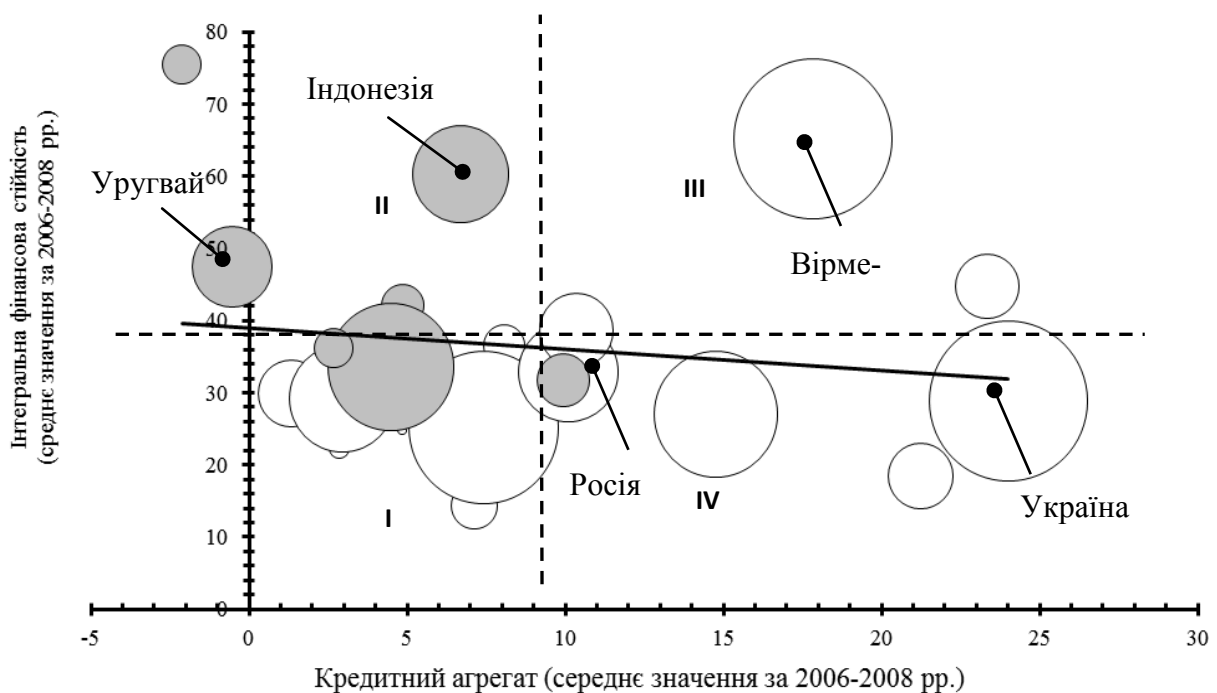 Інтегральна фінансова стійкість
(среднє значення за 2006-2008 рр.)
80
70
60
50
40
30
20
10
0
Індонезія
Уругвай
II
III
Вірме-
Росія
I
IV
Україна
-5
0
5
10
15
20
25
30
Кредитний агрегат (середнє значення за 2006-2008 рр.)